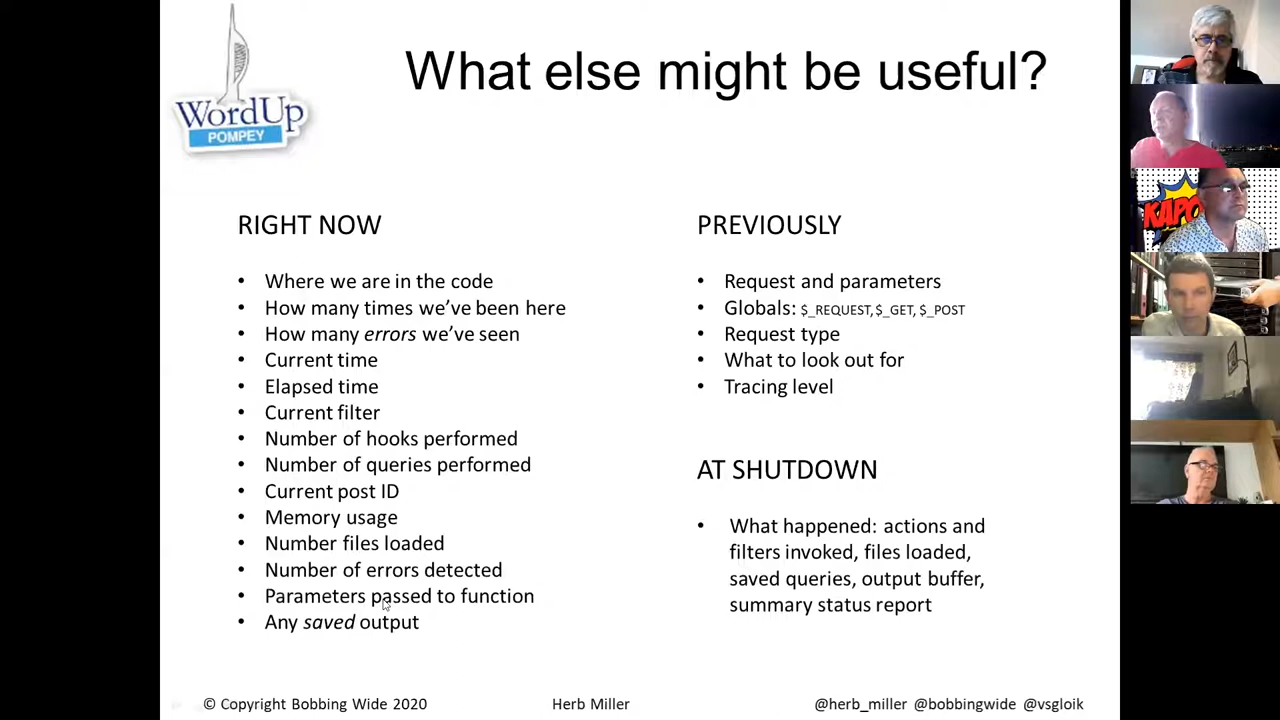 WordUp
POMPEY
What else might be useful?
RIGHT NOW
• Where we are in the code
• How many times we’ve been here
• How many errors we’ve seen
• Current time
• Elapsed time
• Current filter
• Number of hooks performed
• Number of queries performed
• Current post ID
• Memory usage
• Number files loaded
• Number of errors detected
• Parameters passed to function
• Any saved output
PREVIOUSLY
• Request and parameters
• Globals: $_REQUEST, $_GET, $_POST
• Request type
• What to look out for
• Tracing level
AT SHUTDOWN
• What happened: actions and
filters invoked, files loaded,
saved queries, output buffer,
summary status report
© Copyright Bobbing Wide 2020
Herb Miller
@herb_miller @bobbingwide @vsgloik
KAPO